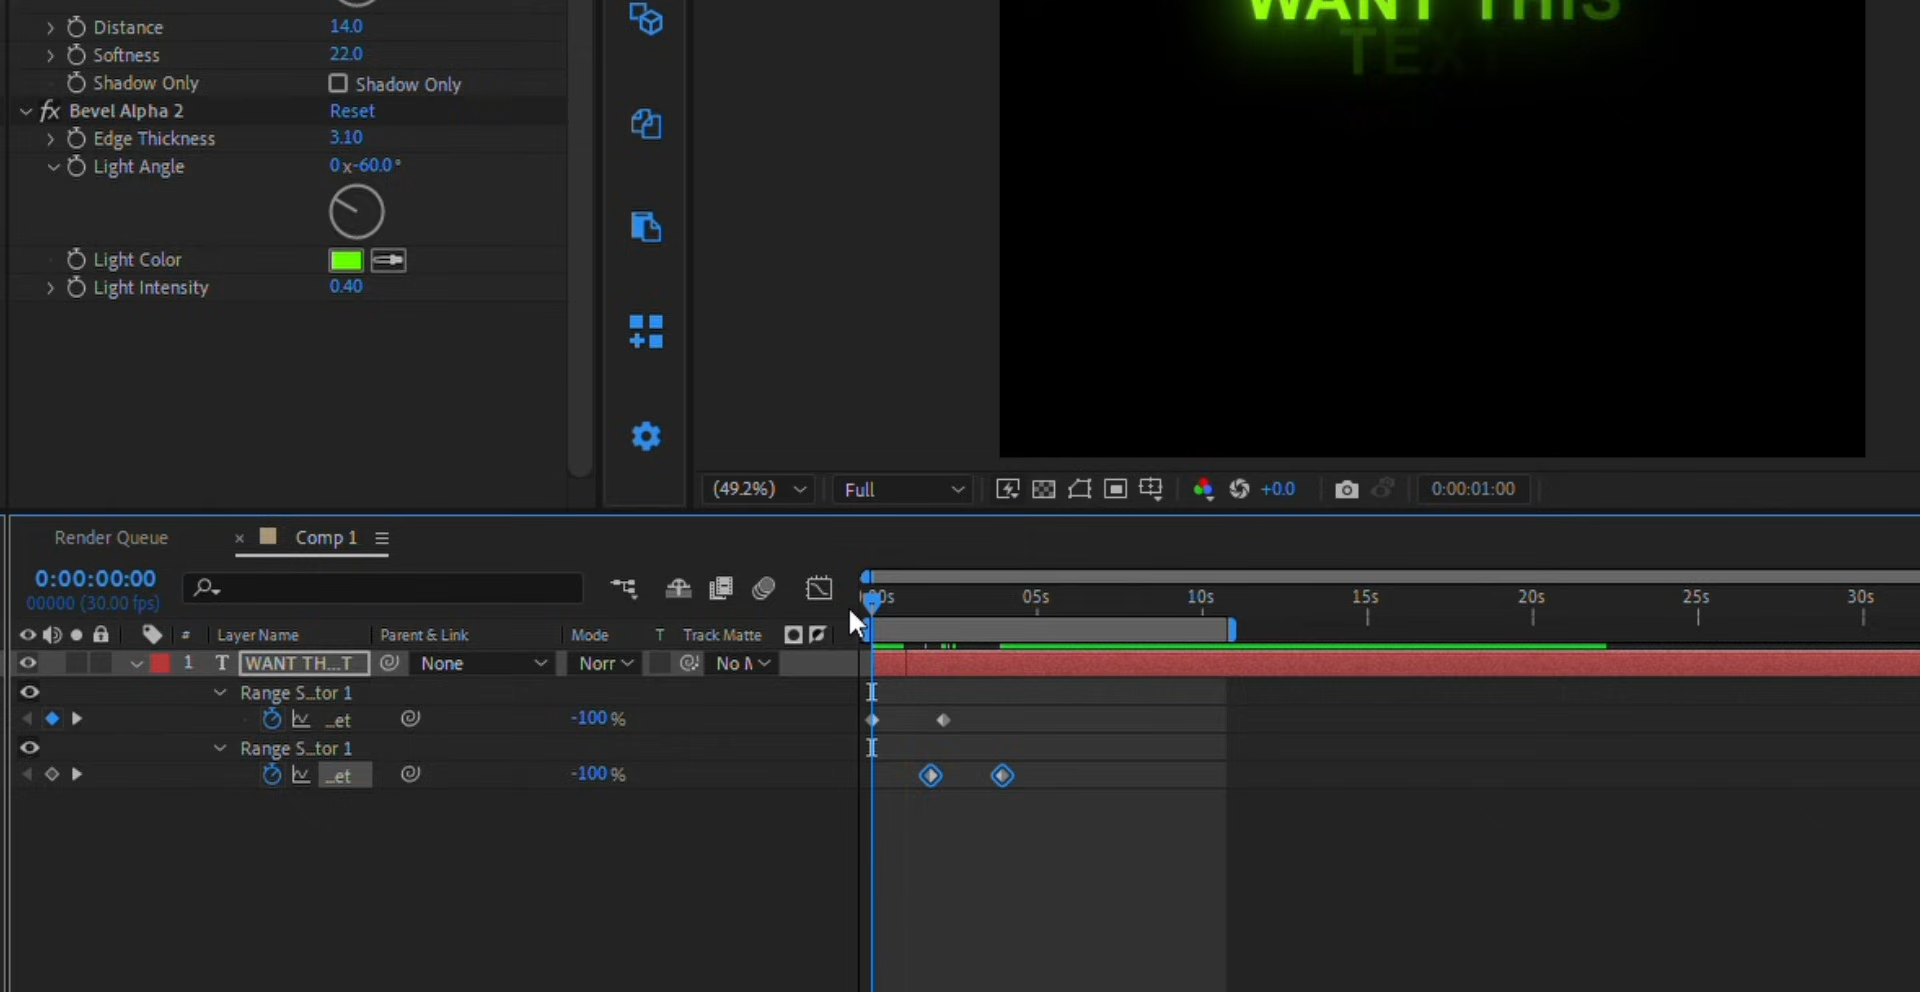 Distance 14.0
Softness 22.0
Shadow Only Shadow Only
fx Bevel Alpha 2 Reset
Edge Thickness 3.10
Light Angle 0x-60.0°
Light Color
Light Intensity 0.40
WANT THIS
TEXT
(49.2%) Full +0.0 0:00:01:00
Render Queue × Comp 1
0:00:00:00
00000 (30.00 fps)
:00s 05s 10s 15s 20s 25s 30s
# Layer Name Parent & Link Mode T Track Matte
1 T WANT TH...T None Norr No M
Range S...tor 1
...et -100 %
Range S...tor 1
...et -100 %